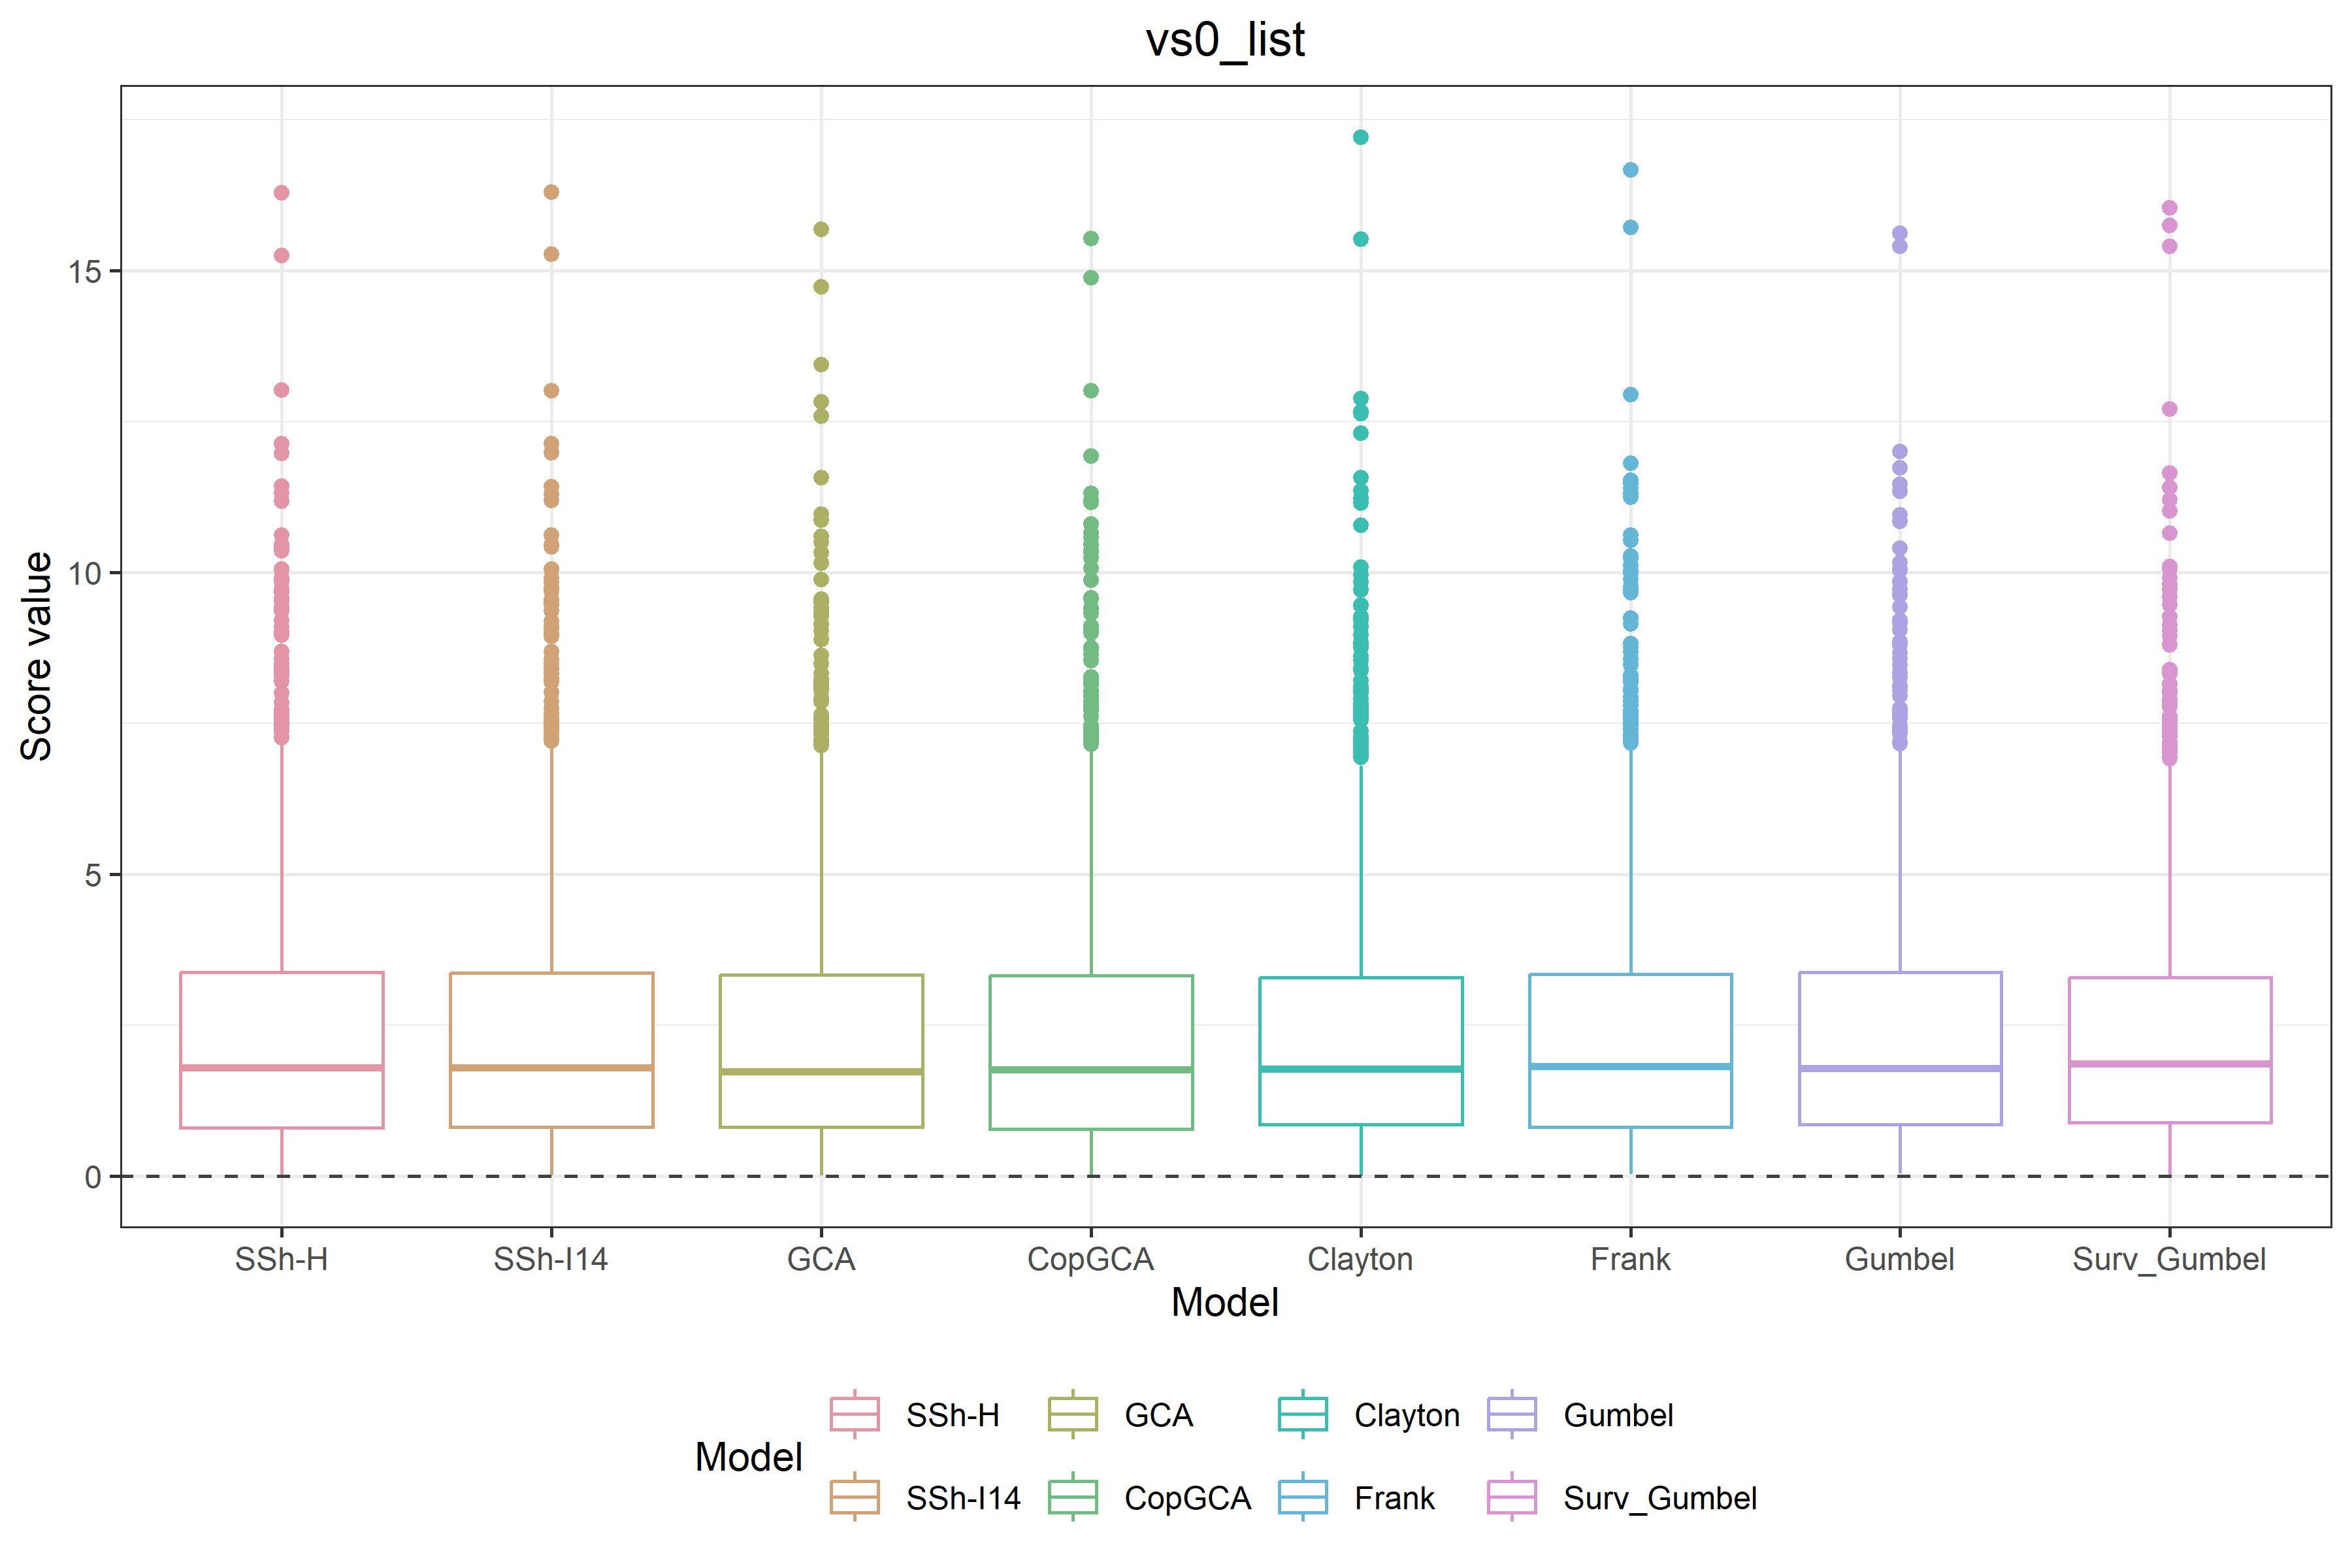 vs0_list
Score value
15
10
5
0
SSh-H SSh-I14 GCA CopGCA Clayton Frank Gumbel Surv_Gumbel
Model
Model
SSh-H GCA Clayton Gumbel
SSh-I14 CopGCA Frank Surv_Gumbel